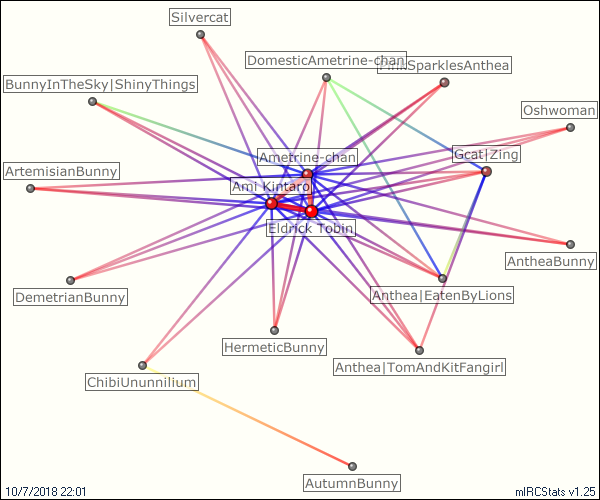 Silvercat
DomesticAmetrine-chan
PinkSparklesAnthea
BunnyInTheSky|ShinyThings
Oshwoman
Ametrine-chan
Gcat|Zing
ArtemisianBunny
Ami Kintaro
Eldrick Tobin
AntheaBunny
DemetrianBunny
Anthea|EatenByLions
HermeticBunny
Anthea|TomAndKitFangirl
ChibiUnunnilium
AutumnBunny
10/7/2018 22:01
mIRCStats v1.25